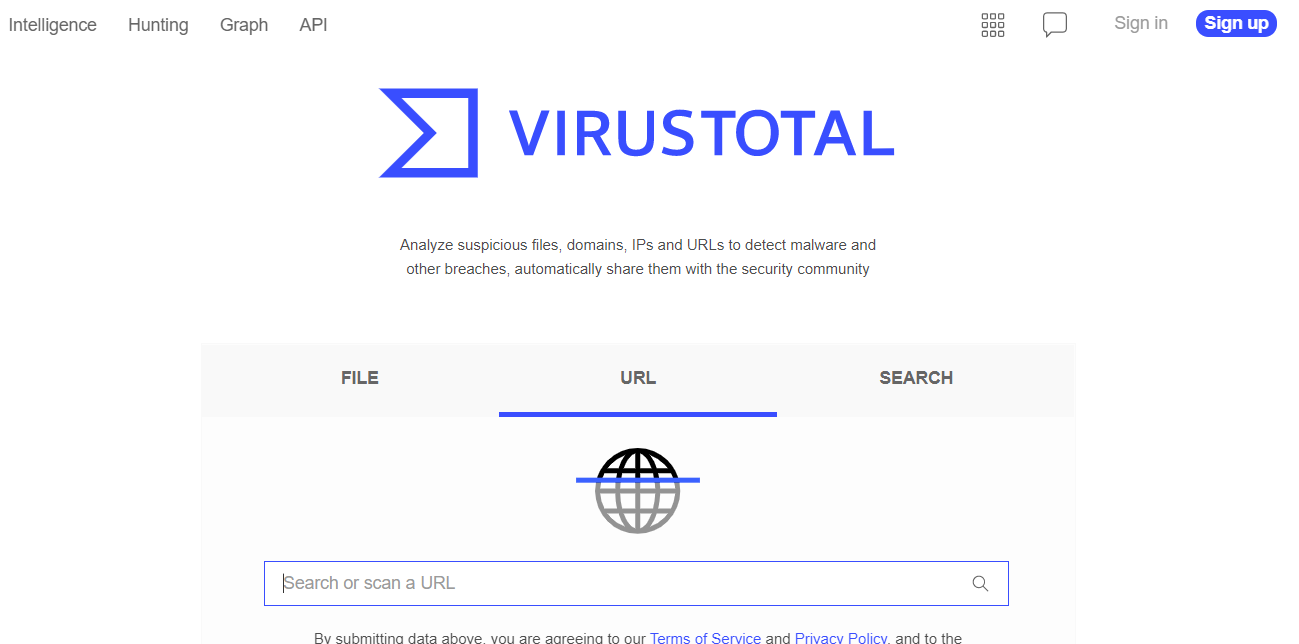 Intelligence Hunting Graph API Sign in Sign up
VIRUSTOTAL
Analyze suspicious files, domains, IPs and URLs to detect malware and
other breaches, automatically share them with the security community
FILE URL SEARCH
Search or scan a URL
By submitting data above, you are agreeing to our Terms of Service and Privacy Policy, and to the